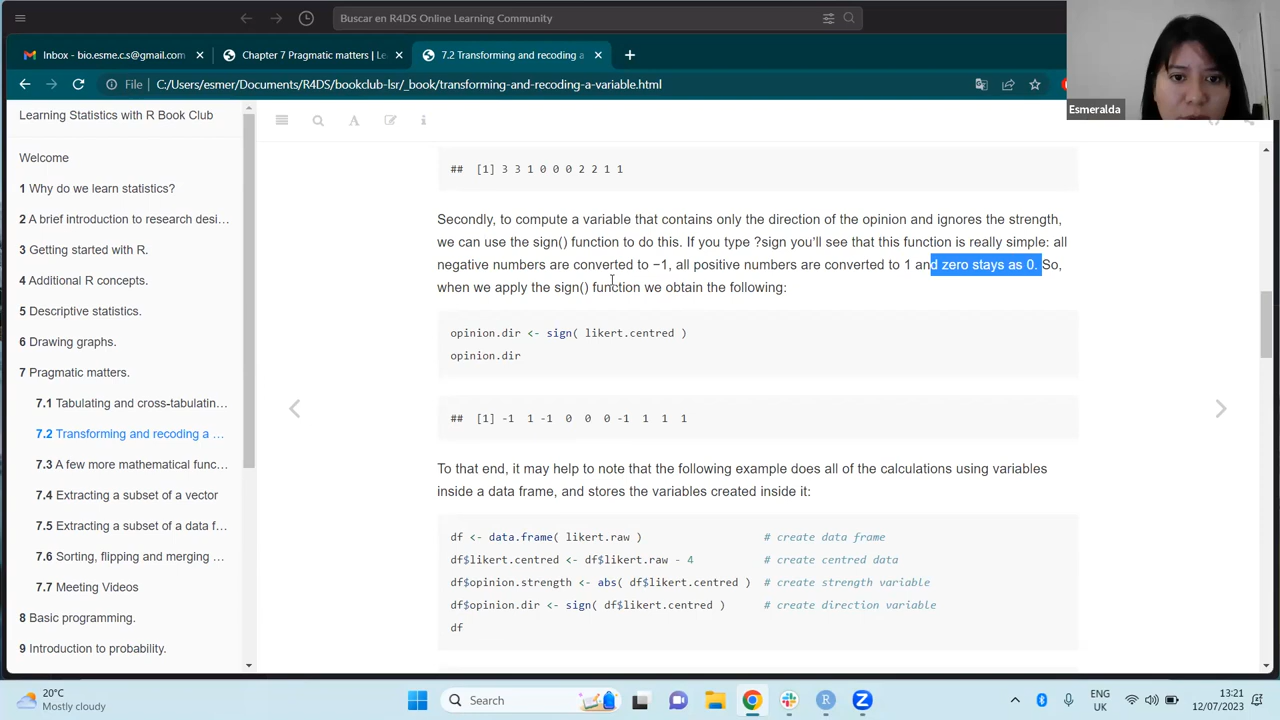 Buscar en R4DS Online Learning Community
Inbox - bio.esme.c.s@gmail.com
Chapter 7 Pragmatic matters | Le
7.2 Transforming and recoding a
File
C:/Users/esmer/Documents/R4DS/bookclub-lsr/_book/transforming-and-recoding-a-variable.html
Esmeralda
Learning Statistics with R Book Club
Welcome
1 Why do we learn statistics?
2 A brief introduction to research desi...
3 Getting started with R.
4 Additional R concepts.
5 Descriptive statistics.
6 Drawing graphs.
7 Pragmatic matters.
7.1 Tabulating and cross-tabulatin...
7.2 Transforming and recoding a ...
7.3 A few more mathematical func...
7.4 Extracting a subset of a vector
7.5 Extracting a subset of a data f...
7.6 Sorting, flipping and merging ...
7.7 Meeting Videos
8 Basic programming.
9 Introduction to probability.
## [1] 3 3 1 0 0 0 2 2 1 1
Secondly, to compute a variable that contains only the direction of the opinion and ignores the strength,
we can use the sign() function to do this. If you type ?sign you'll see that this function is really simple: all
negative numbers are converted to −1, all positive numbers are converted to 1 and zero stays as 0. So,
when we apply the sign() function we obtain the following:
opinion.dir <- sign( likert.centred )
opinion.dir
## [1] -1 1 -1 0 0 0 -1 1 1 1
To that end, it may help to note that the following example does all of the calculations using variables
inside a data frame, and stores the variables created inside it:
df <- data.frame( likert.raw ) # create data frame
df$likert.centred <- df$likert.raw - 4 # create centred data
df$opinion.strength <- abs( df$likert.centred ) # create strength variable
df$opinion.dir <- sign( df$likert.centred ) # create direction variable
df
20°C
Mostly cloudy
Search
ENG
UK
13:21
12/07/2023